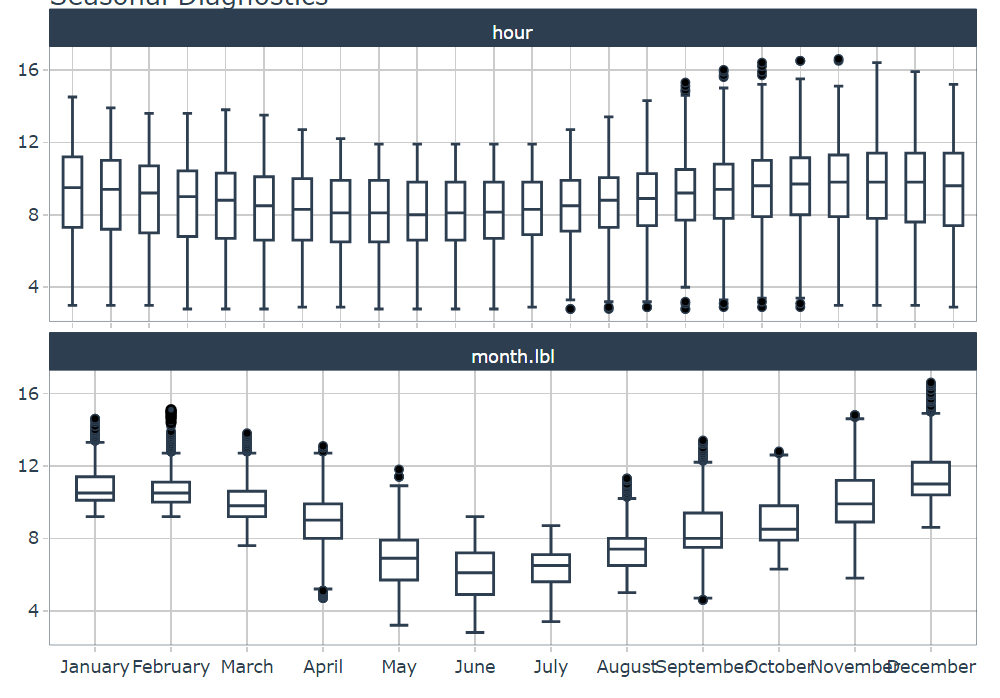 Seasonal Diagnostics
hour
16
12
8
4
month.lbl
16
12
8
4
January February March April May June July August September October November December